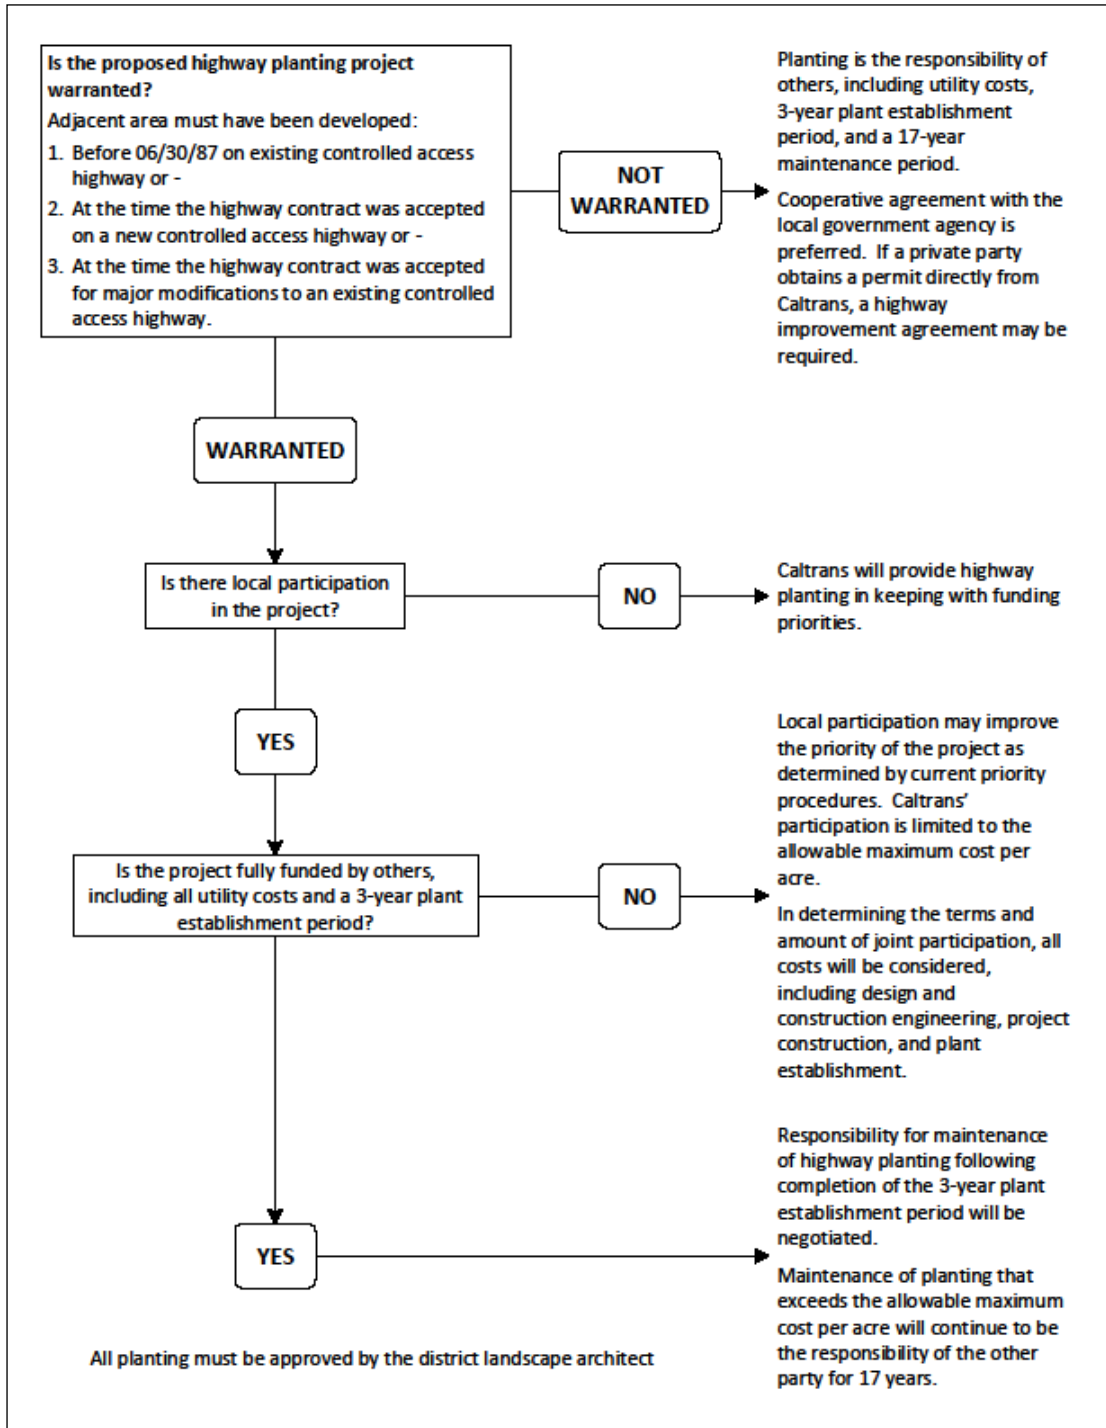 Is the proposed highway planting project
warranted?
Adjacent area must have been developed:
1. Before 06/30/87 on existing controlled access
highway or -
2. At the time the highway contract was accepted
on a new controlled access highway or -
3. At the time the highway contract was accepted
for major modifications to an existing controlled
access highway.
NOT
WARRANTED
Planting is the responsibility of
others, including utility costs,
3-year plant establishment
period, and a 17-year
maintenance period.
Cooperative agreement with the
local government agency is
preferred. If a private party
obtains a permit directly from
Caltrans, a highway
improvement agreement may be
required.
WARRANTED
Is there local participation
in the project?
NO
Caltrans will provide highway
planting in keeping with funding
priorities.
YES
Is the project fully funded by others,
including all utility costs and a 3-year plant
establishment period?
NO
Local participation may improve
the priority of the project as
determined by current priority
procedures. Caltrans’
participation is limited to the
allowable maximum cost per
acre.
In determining the terms and
amount of joint participation, all
costs will be considered,
including design and
construction engineering, project
construction, and plant
establishment.
YES
Responsibility for maintenance
of highway planting following
completion of the 3-year plant
establishment period will be
negotiated.
Maintenance of planting that
exceeds the allowable maximum
cost per acre will continue to be
the responsibility of the other
party for 17 years.
All planting must be approved by the district landscape architect